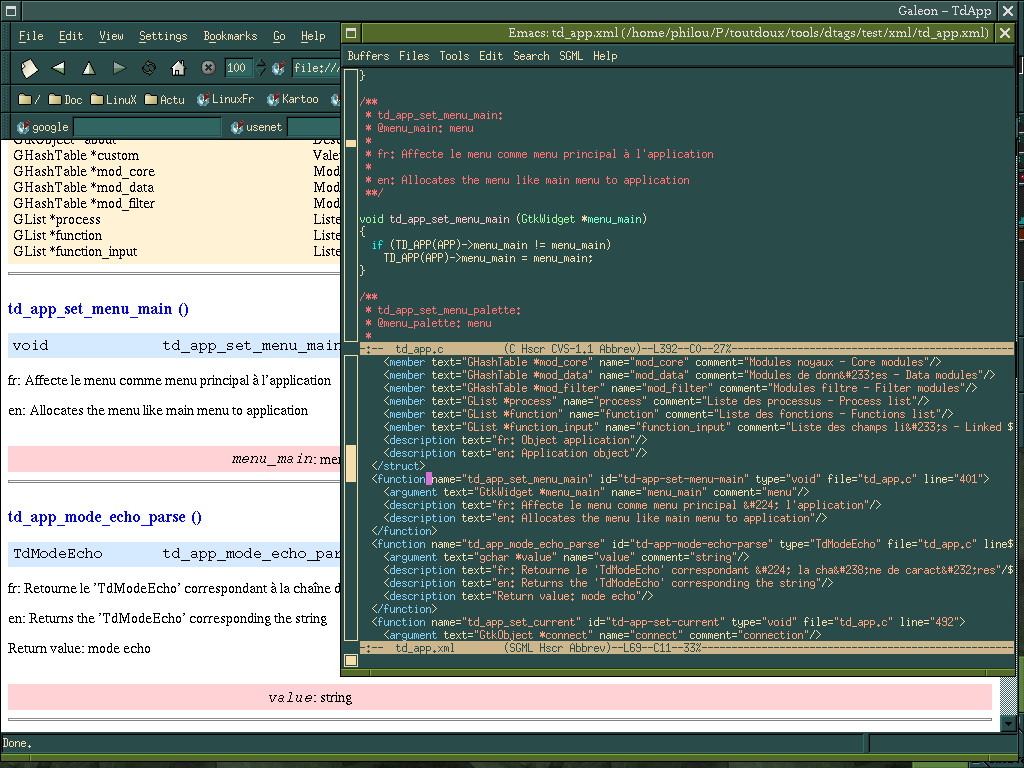 Galeon – TdApp
File Edit View Settings Bookmarks Go Help
100 file://
/ Doc LinuX Actu LinuxFr Kartoo
google usenet
GtkObject *about Desc
GHashTable *custom Vale
GHashTable *mod_core Mod
GHashTable *mod_data Mod
GHashTable *mod_filter Mod
GList *process Liste
GList *function Liste
GList *function_input Liste
td_app_set_menu_main ()
void td_app_set_menu_main
fr: Affecte le menu comme menu principal à l'application
en: Allocates the menu like main menu to application
menu_main: men
td_app_mode_echo_parse ()
TdModeEcho td_app_mode_echo_par
fr: Retourne le 'TdModeEcho' correspondant à la chaîne d
en: Returns the 'TdModeEcho' corresponding the string
Return value: mode echo
value: string
Done.
Emacs: td_app.xml (/home/philou/P/toutdoux/tools/dtags/test/xml/td_app.xml)
Buffers Files Tools Edit Search SGML Help
}
/**
* td_app_set_menu_main:
* @menu_main: menu
*
* fr: Affecte le menu comme menu principal à l'application
*
* en: Allocates the menu like main menu to application
**/
void td_app_set_menu_main (GtkWidget *menu_main)
{
if (TD_APP(APP)->menu_main != menu_main)
TD_APP(APP)->menu_main = menu_main;
}
/**
* td_app_set_menu_palette:
* @menu_palette: menu
*
-:-- td_app.c (C Hscr CVS-1.1 Abbrev)--L392--C0--27%--
<member text="GHashTable *mod_core" name="mod_core" comment="Modules noyaux - Core modules"/>
<member text="GHashTable *mod_data" name="mod_data" comment="Modules de donn&#233;es - Data modules"/>
<member text="GHashTable *mod_filter" name="mod_filter" comment="Modules filtre - Filter modules"/>
<member text="GList *process" name="process" comment="Liste des processus - Process list"/>
<member text="GList *function" name="function" comment="Liste des fonctions - Functions list"/>
<member text="GList *function_input" name="function_input" comment="Liste des champs li&#233;s - Linked $
<description text="fr: Object application"/>
<description text="en: Application object"/>
</struct>
<function name="td_app_set_menu_main" id="td-app-set-menu-main" type="void" file="td_app.c" line="401">
<argument text="GtkWidget *menu_main" name="menu_main" comment="menu"/>
<description text="fr: Affecte le menu comme menu principal &#224; l'application"/>
<description text="en: Allocates the menu like main menu to application"/>
</function>
<function name="td_app_mode_echo_parse" id="td-app-mode-echo-parse" type="TdModeEcho" file="td_app.c" line$
<argument text="gchar *value" name="value" comment="string"/>
<description text="fr: Retourne le 'TdModeEcho' correspondant &#224; la cha&#238;ne de caract&#232;res"/$
<description text="en: Returns the 'TdModeEcho' corresponding the string"/>
<description text="Return value: mode echo"/>
</function>
<function name="td_app_set_current" id="td-app-set-current" type="void" file="td_app.c" line="492">
<argument text="GtkObject *connect" name="connect" comment="connection"/>
-:-- td_app.xml (SGML Hscr Abbrev)--L69--C11--33%--